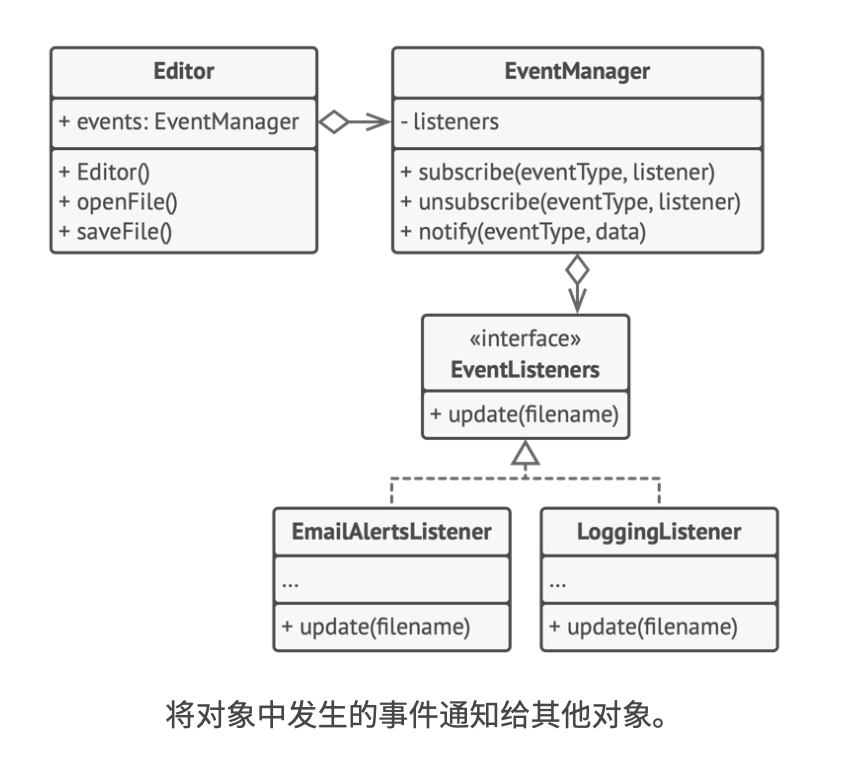 Editor
+ events: EventManager
+ Editor()
+ openFile()
+ saveFile()
EventManager
- listeners
+ subscribe(eventType, listener)
+ unsubscribe(eventType, listener)
+ notify(eventType, data)
«interface»
EventListeners
+ update(filename)
EmailAlertsListener
...
+ update(filename)
LoggingListener
...
+ update(filename)
将对象中发生的事件通知给其他对象。